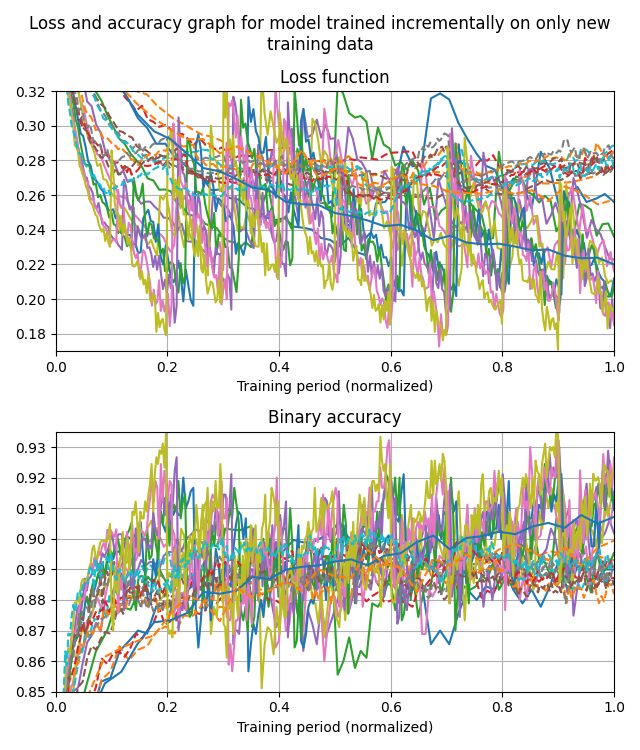 Loss and accuracy graph for model trained incrementally on only new
training data
Loss function
0.32
0.30
0.28
0.26
0.24
0.22
0.20
0.18
0.0 0.2 0.4 0.6 0.8 1.0
Training period (normalized)
Binary accuracy
0.93
0.92
0.91
0.90
0.89
0.88
0.87
0.86
0.85
0.0 0.2 0.4 0.6 0.8 1.0
Training period (normalized)